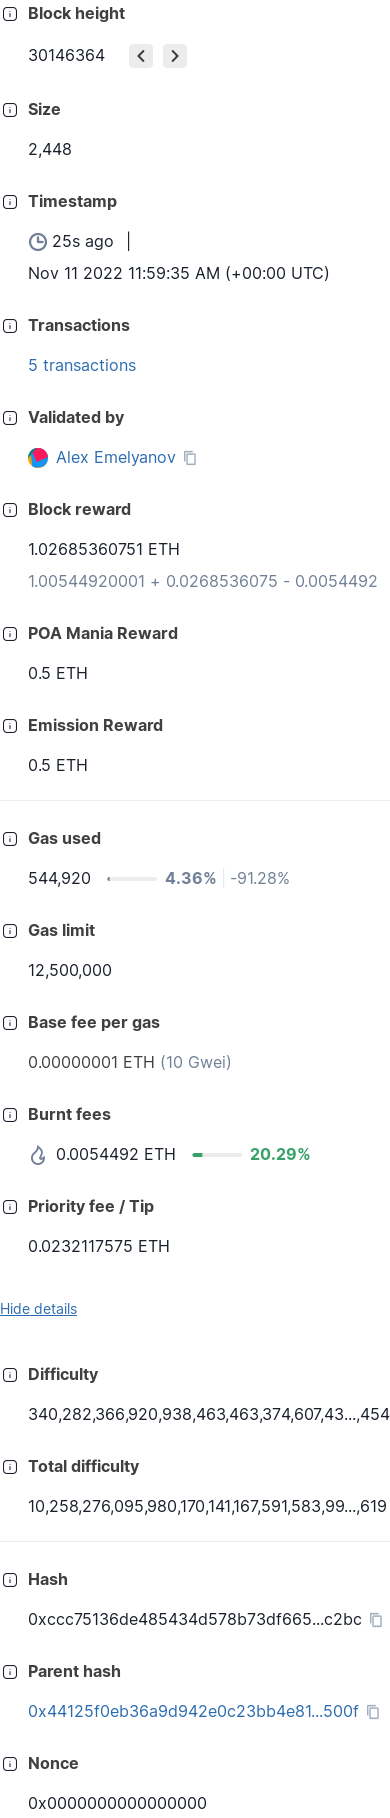 Block height
30146364
Size
2,448
Timestamp
25s ago |
Nov 11 2022 11:59:35 AM (+00:00 UTC)
Transactions
5 transactions
Validated by
Alex Emelyanov
Block reward
1.02685360751 ETH
1.00544920001 + 0.0268536075 - 0.0054492
POA Mania Reward
0.5 ETH
Emission Reward
0.5 ETH
Gas used
544,920 4.36% -91.28%
Gas limit
12,500,000
Base fee per gas
0.00000001 ETH (10 Gwei)
Burnt fees
0.0054492 ETH 20.29%
Priority fee / Tip
0.0232117575 ETH
Hide details
Difficulty
340,282,366,920,938,463,463,374,607,43...,454
Total difficulty
10,258,276,095,980,170,141,167,591,583,99...,619
Hash
0xccc75136de485434d578b73df665...c2bc
Parent hash
0x44125f0eb36a9d942e0c23bb4e81...500f
Nonce
0x0000000000000000